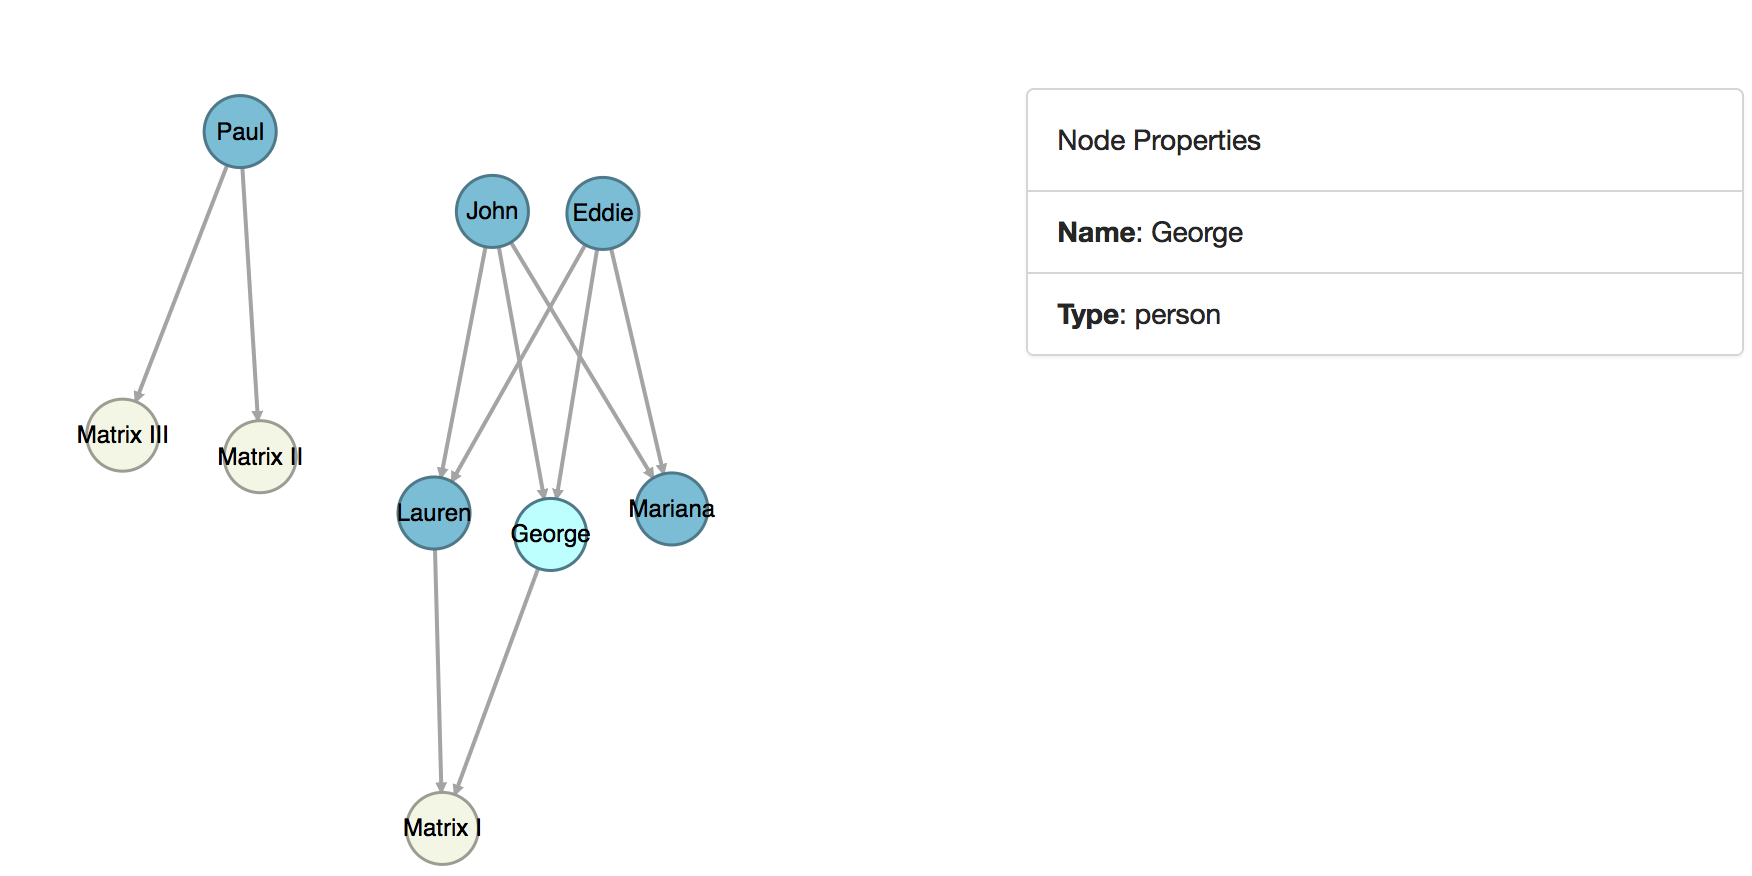 Paul
John
Eddie
Matrix III
Matrix II
Lauren
George
Mariana
Matrix I
Node Properties
Name: George
Type: person